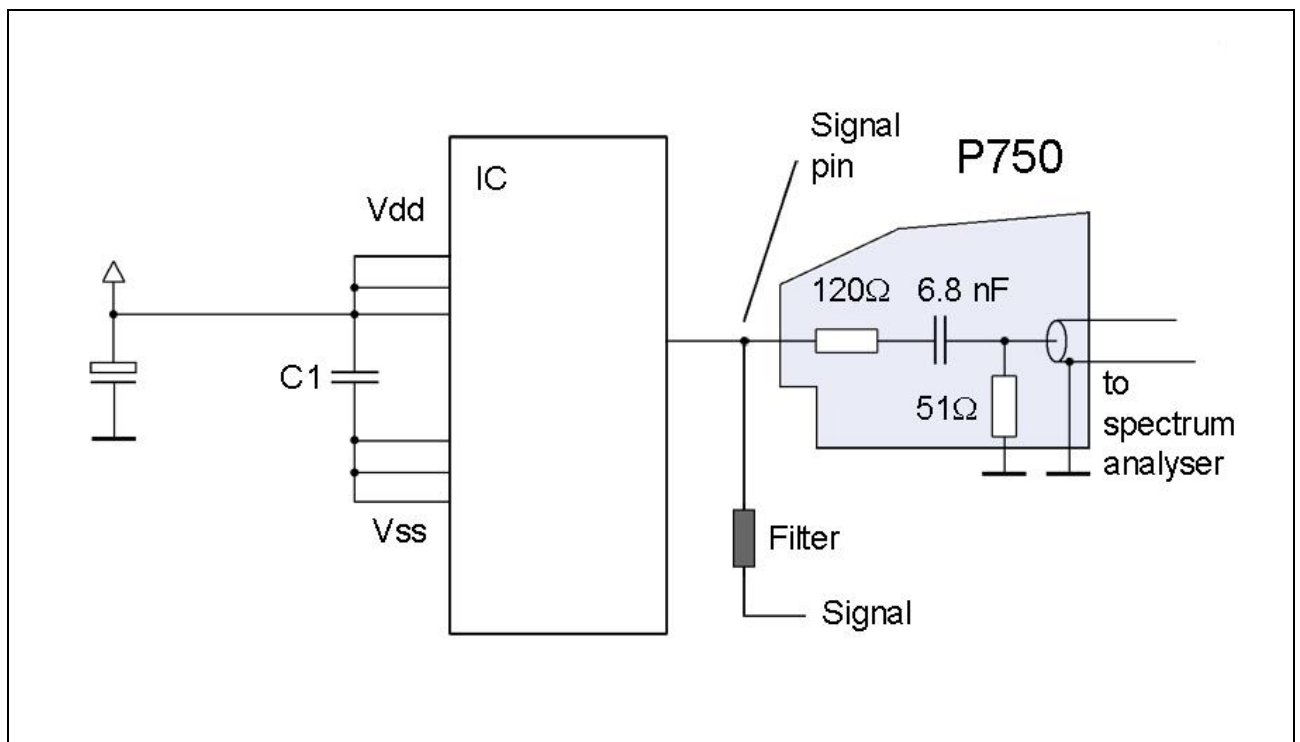 Signal
pin
P750
IC
Vdd
120Ω 6.8 nF
C1
51Ω
to
spectrum
analyser
Vss
Filter
Signal